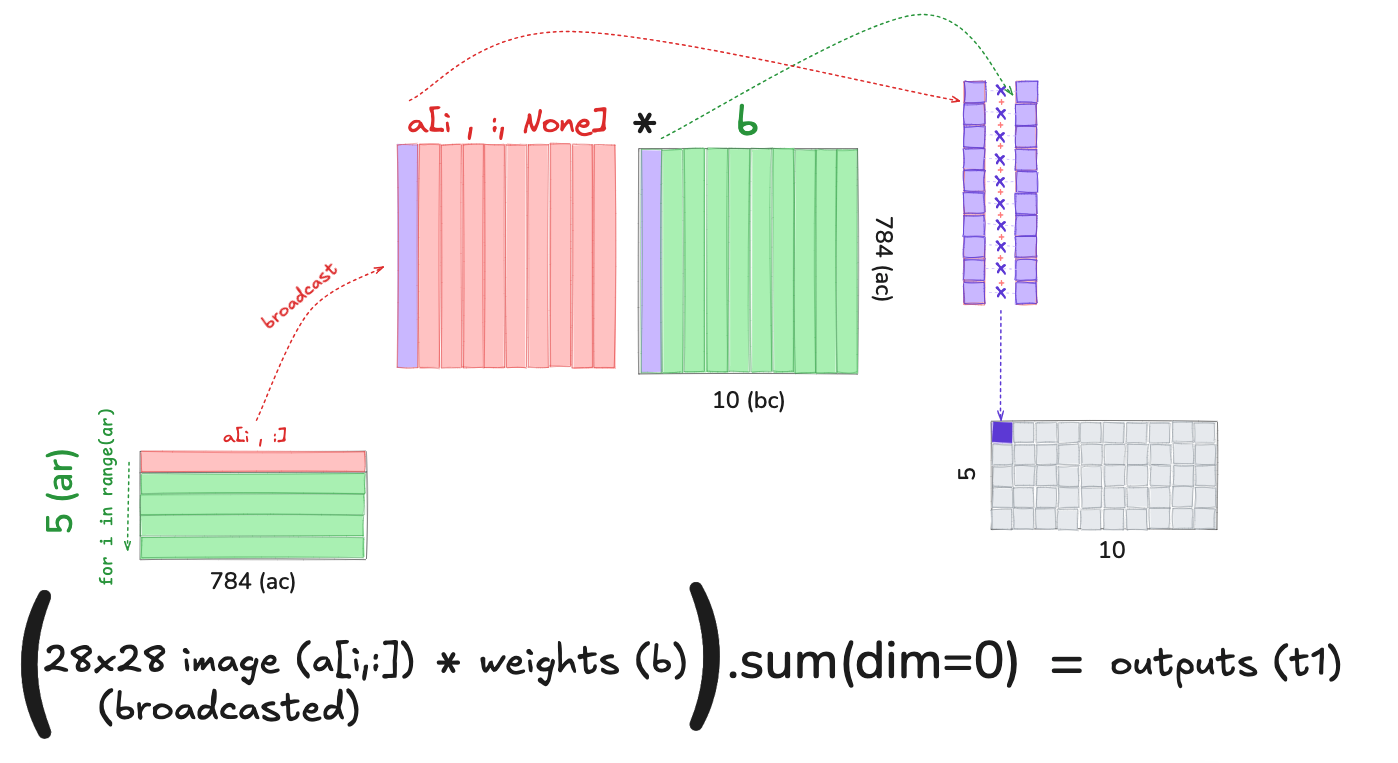 a[i , :, None] * b
784 (ac)
10 (bc)
broadcast
a[i , :]
5 (ar)
for i in range(ar)
784 (ac)
5
10
(28x28 image (a[i,:]) * weights (b)).sum(dim=0) = outputs (t1)
(broadcasted)